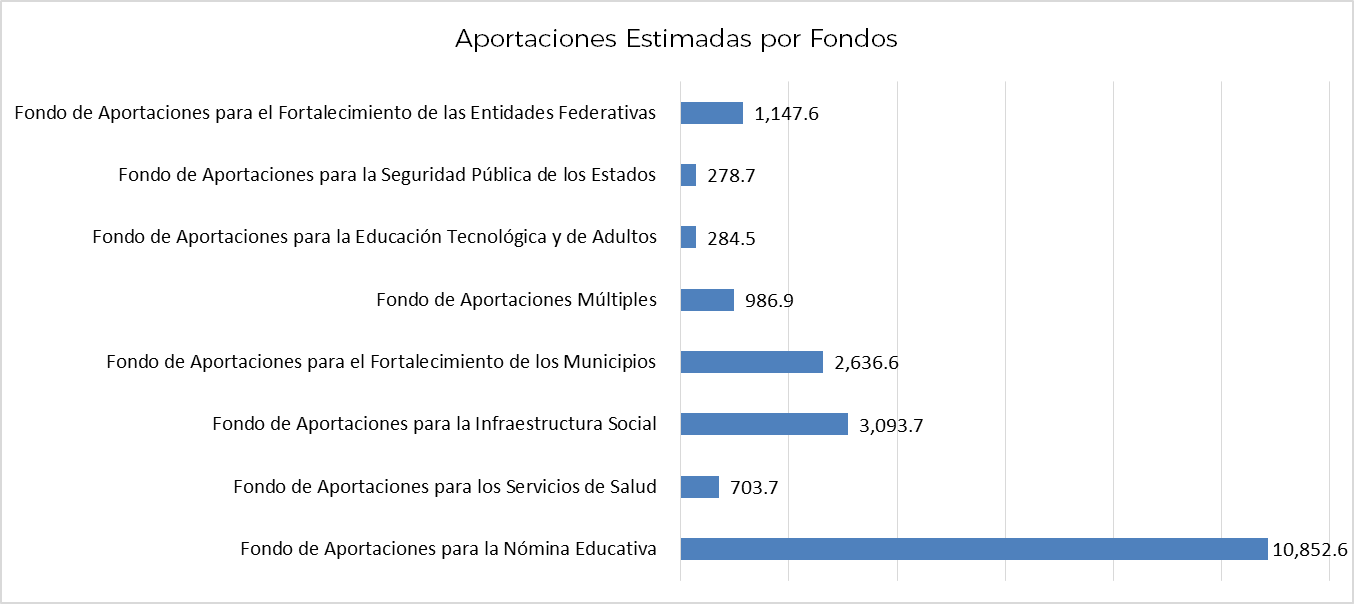 Aportaciones Estimadas por Fondos
Fondo de Aportaciones para el Fortalecimiento de las Entidades Federativas 1,147.6
Fondo de Aportaciones para la Seguridad Pública de los Estados 278.7
Fondo de Aportaciones para la Educación Tecnológica y de Adultos 284.5
Fondo de Aportaciones Múltiples 986.9
Fondo de Aportaciones para el Fortalecimiento de los Municipios 2,636.6
Fondo de Aportaciones para la Infraestructura Social 3,093.7
Fondo de Aportaciones para los Servicios de Salud 703.7
Fondo de Aportaciones para la Nómina Educativa 10,852.6